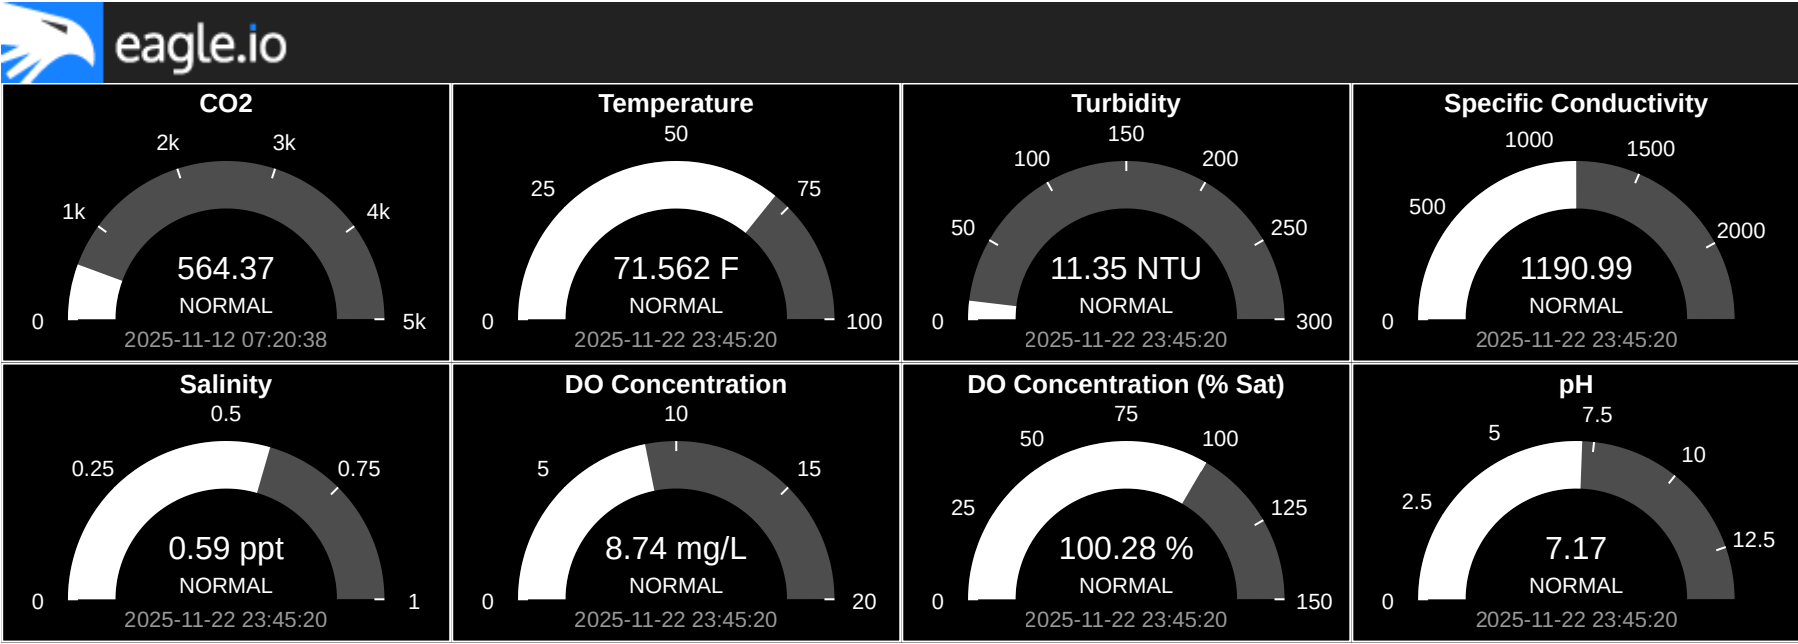 eagle.io
CO2
0
1k
2k
3k
4k
5k
564.37
NORMAL
2025-11-12 07:20:38
Temperature
0
25
50
75
100
71.562 F
NORMAL
2025-11-22 23:45:20
Turbidity
0
50
100
150
200
250
300
11.35 NTU
NORMAL
2025-11-22 23:45:20
Specific Conductivity
0
500
1000
1500
2000
1190.99
NORMAL
2025-11-22 23:45:20
Salinity
0
0.25
0.5
0.75
1
0.59 ppt
NORMAL
2025-11-22 23:45:20
DO Concentration
0
5
10
15
20
8.74 mg/L
NORMAL
2025-11-22 23:45:20
DO Concentration (% Sat)
0
25
50
75
100
125
150
100.28 %
NORMAL
2025-11-22 23:45:20
pH
0
2.5
5
7.5
10
12.5
7.17
NORMAL
2025-11-22 23:45:20